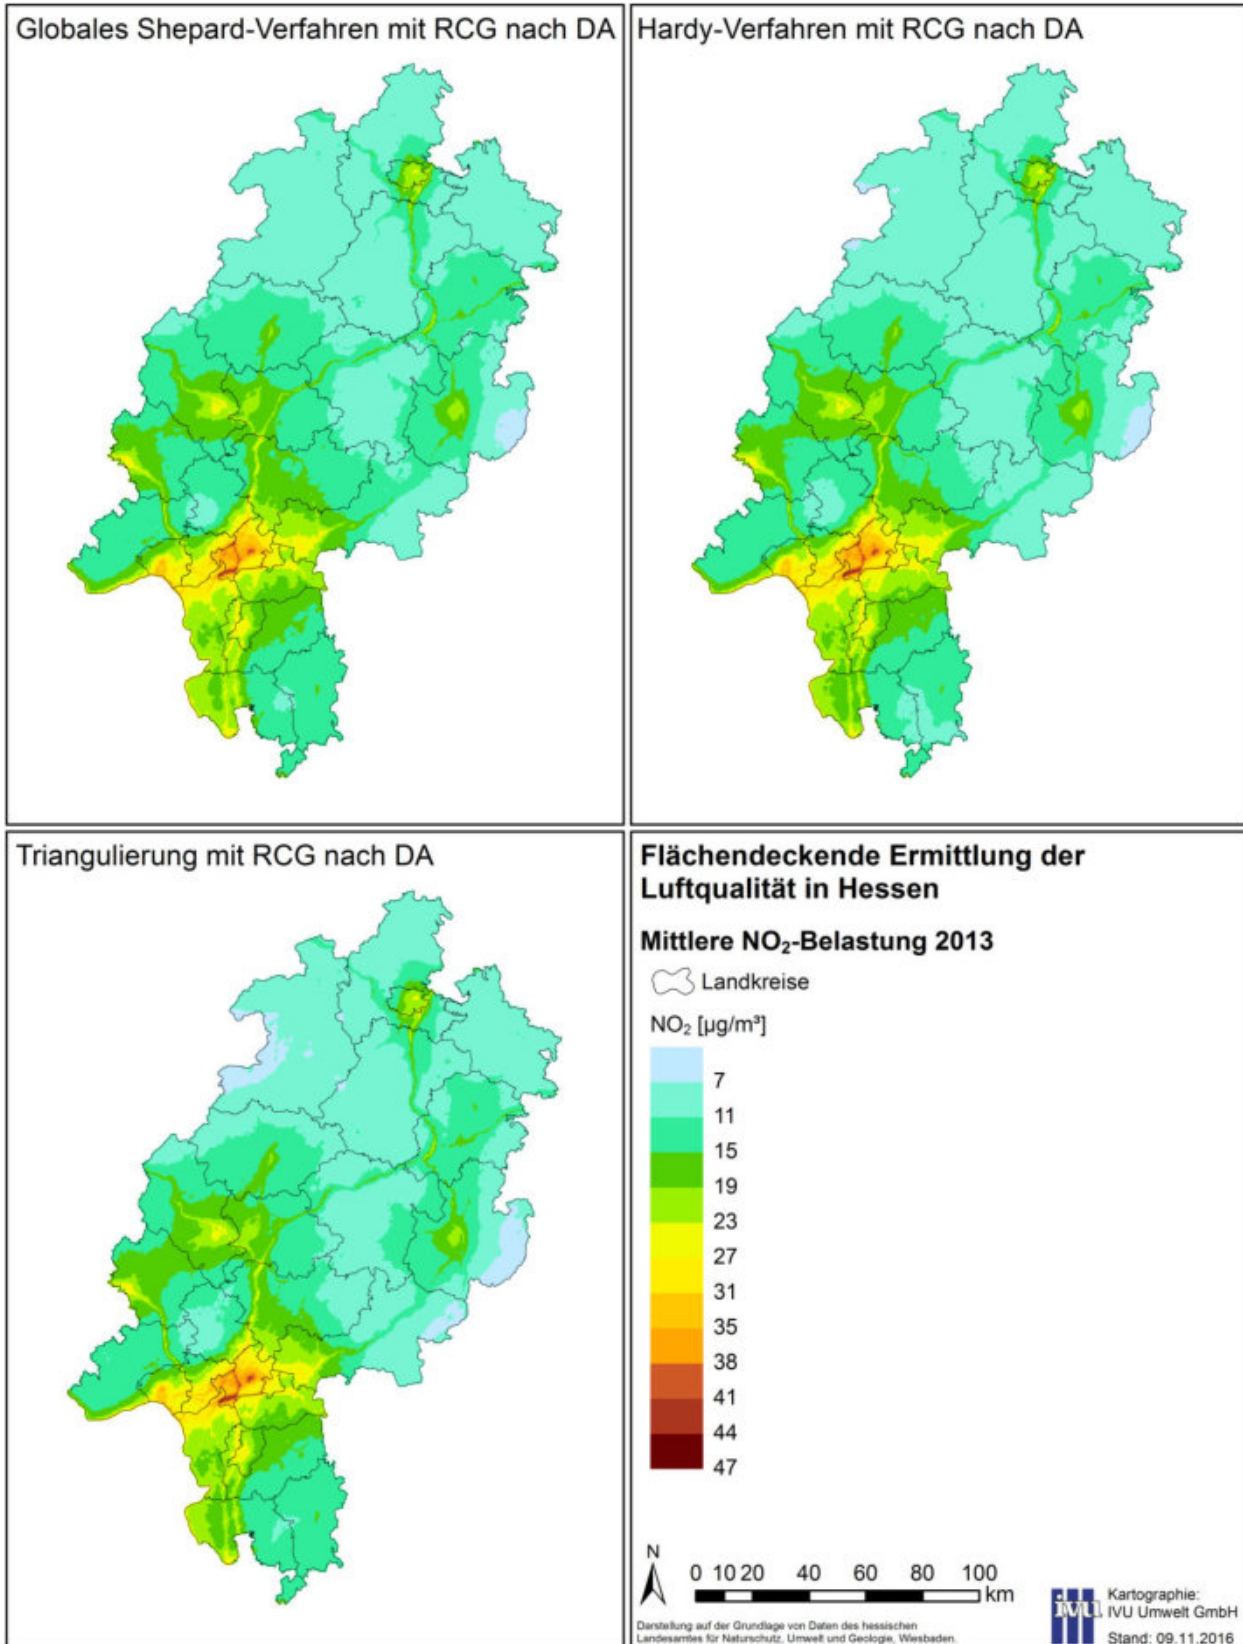 Globales Shepard-Verfahren mit RCG nach DA
Hardy-Verfahren mit RCG nach DA
Triangulierung mit RCG nach DA
Flächendeckende Ermittlung der
Luftqualität in Hessen
Mittlere NO₂-Belastung 2013
Landkreise
NO₂ [µg/m³]
7
11
15
19
23
27
31
35
38
41
44
47
N
0 10 20 40 60 80 100
km
Darstellung auf der Grundlage von Daten des hessischen
Landesamtes für Naturschutz, Umwelt und Geologie, Wiesbaden.
ivu
Kartographie:
IVU Umwelt GmbH
Stand: 09.11.2016